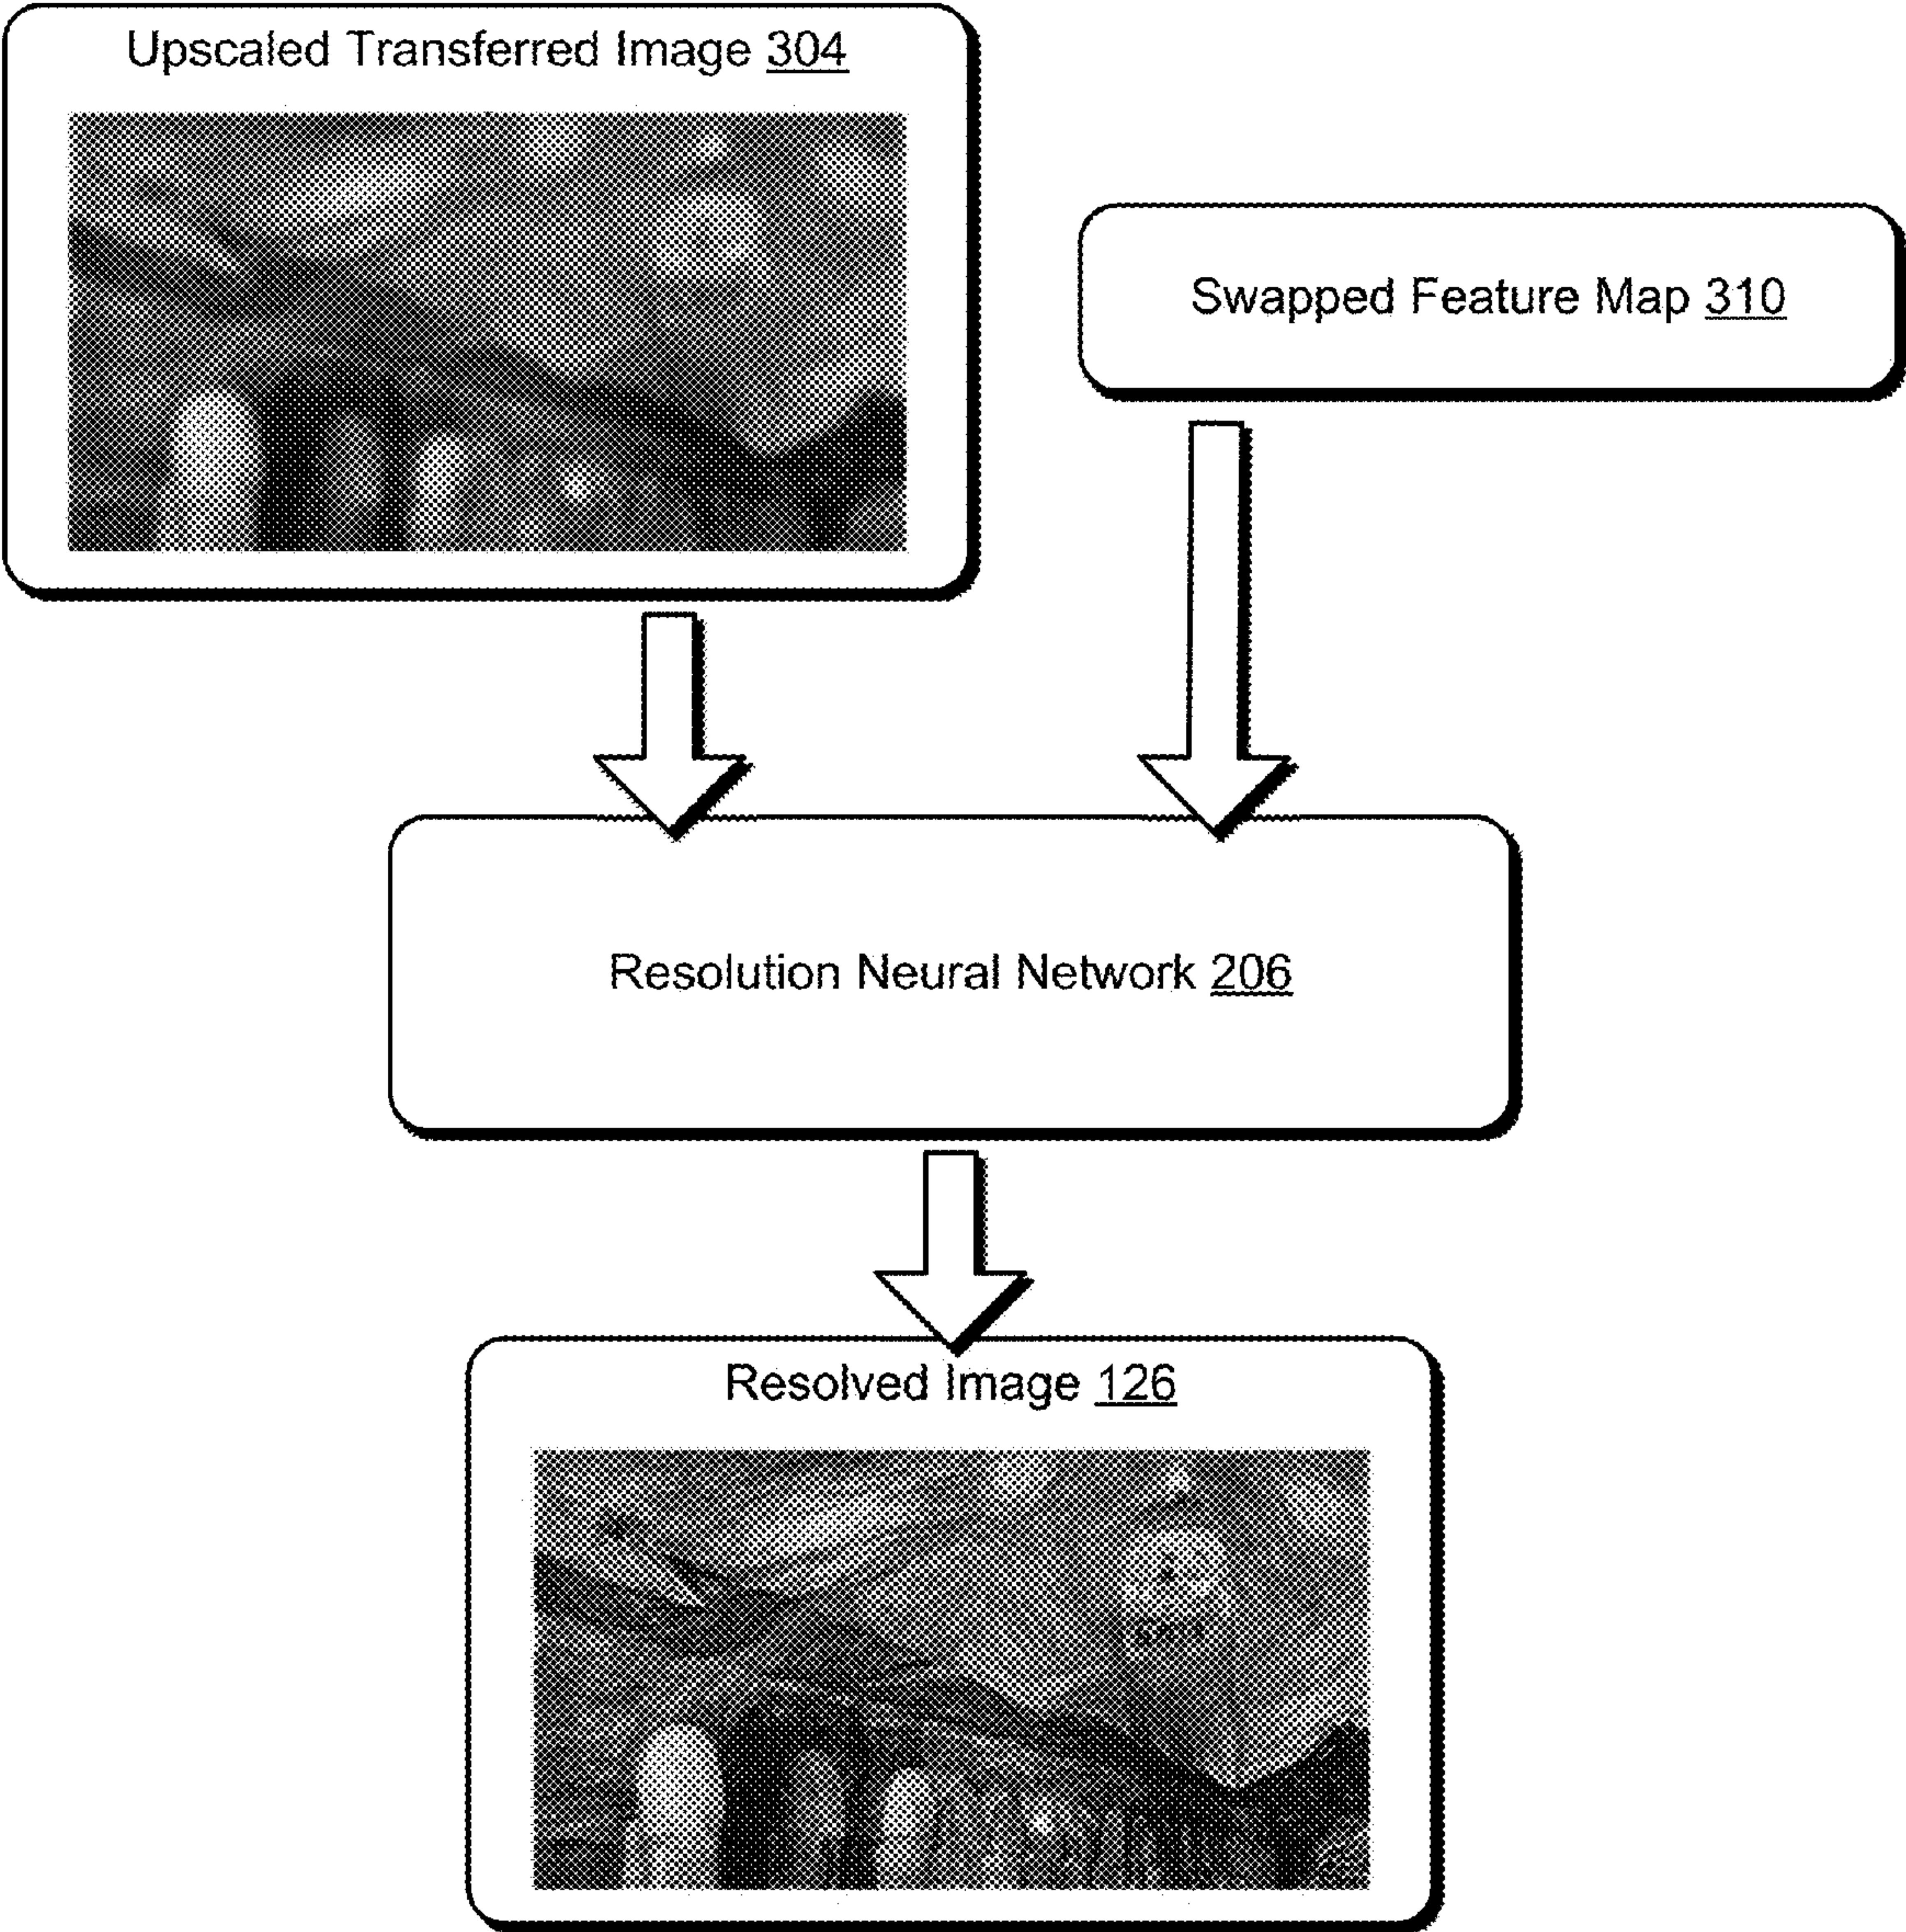 Upscaled Transferred Image 304
Swapped Feature Map 310
Resolution Neural Network 206
Resolved Image 126